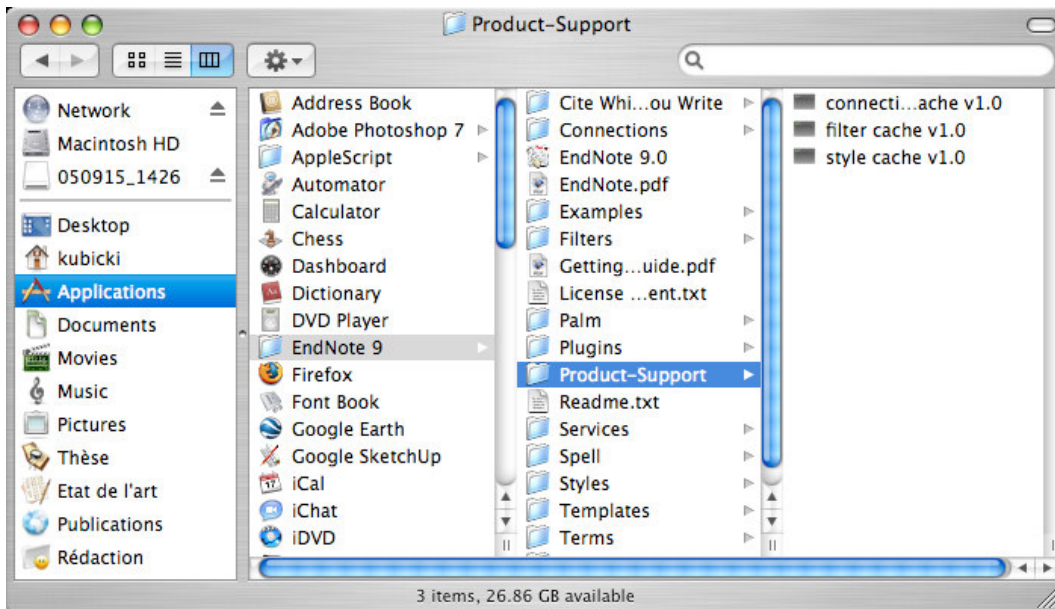 Product-Support
Network
Macintosh HD
050915_1426
Desktop
kubicki
Applications
Documents
Movies
Music
Pictures
Thèse
Etat de l'art
Publications
Rédaction
Address Book
Adobe Photoshop 7
AppleScript
Automator
Calculator
Chess
Dashboard
Dictionary
DVD Player
EndNote 9
Firefox
Font Book
Google Earth
Google SketchUp
iCal
iChat
iDVD
Cite Whi...ou Write
Connections
EndNote 9.0
EndNote.pdf
Examples
Filters
Getting...uide.pdf
License ...ent.txt
Palm
Plugins
Product-Support
Readme.txt
Services
Spell
Styles
Templates
Terms
connecti...ache v1.0
filter cache v1.0
style cache v1.0
3 items, 26.86 GB available